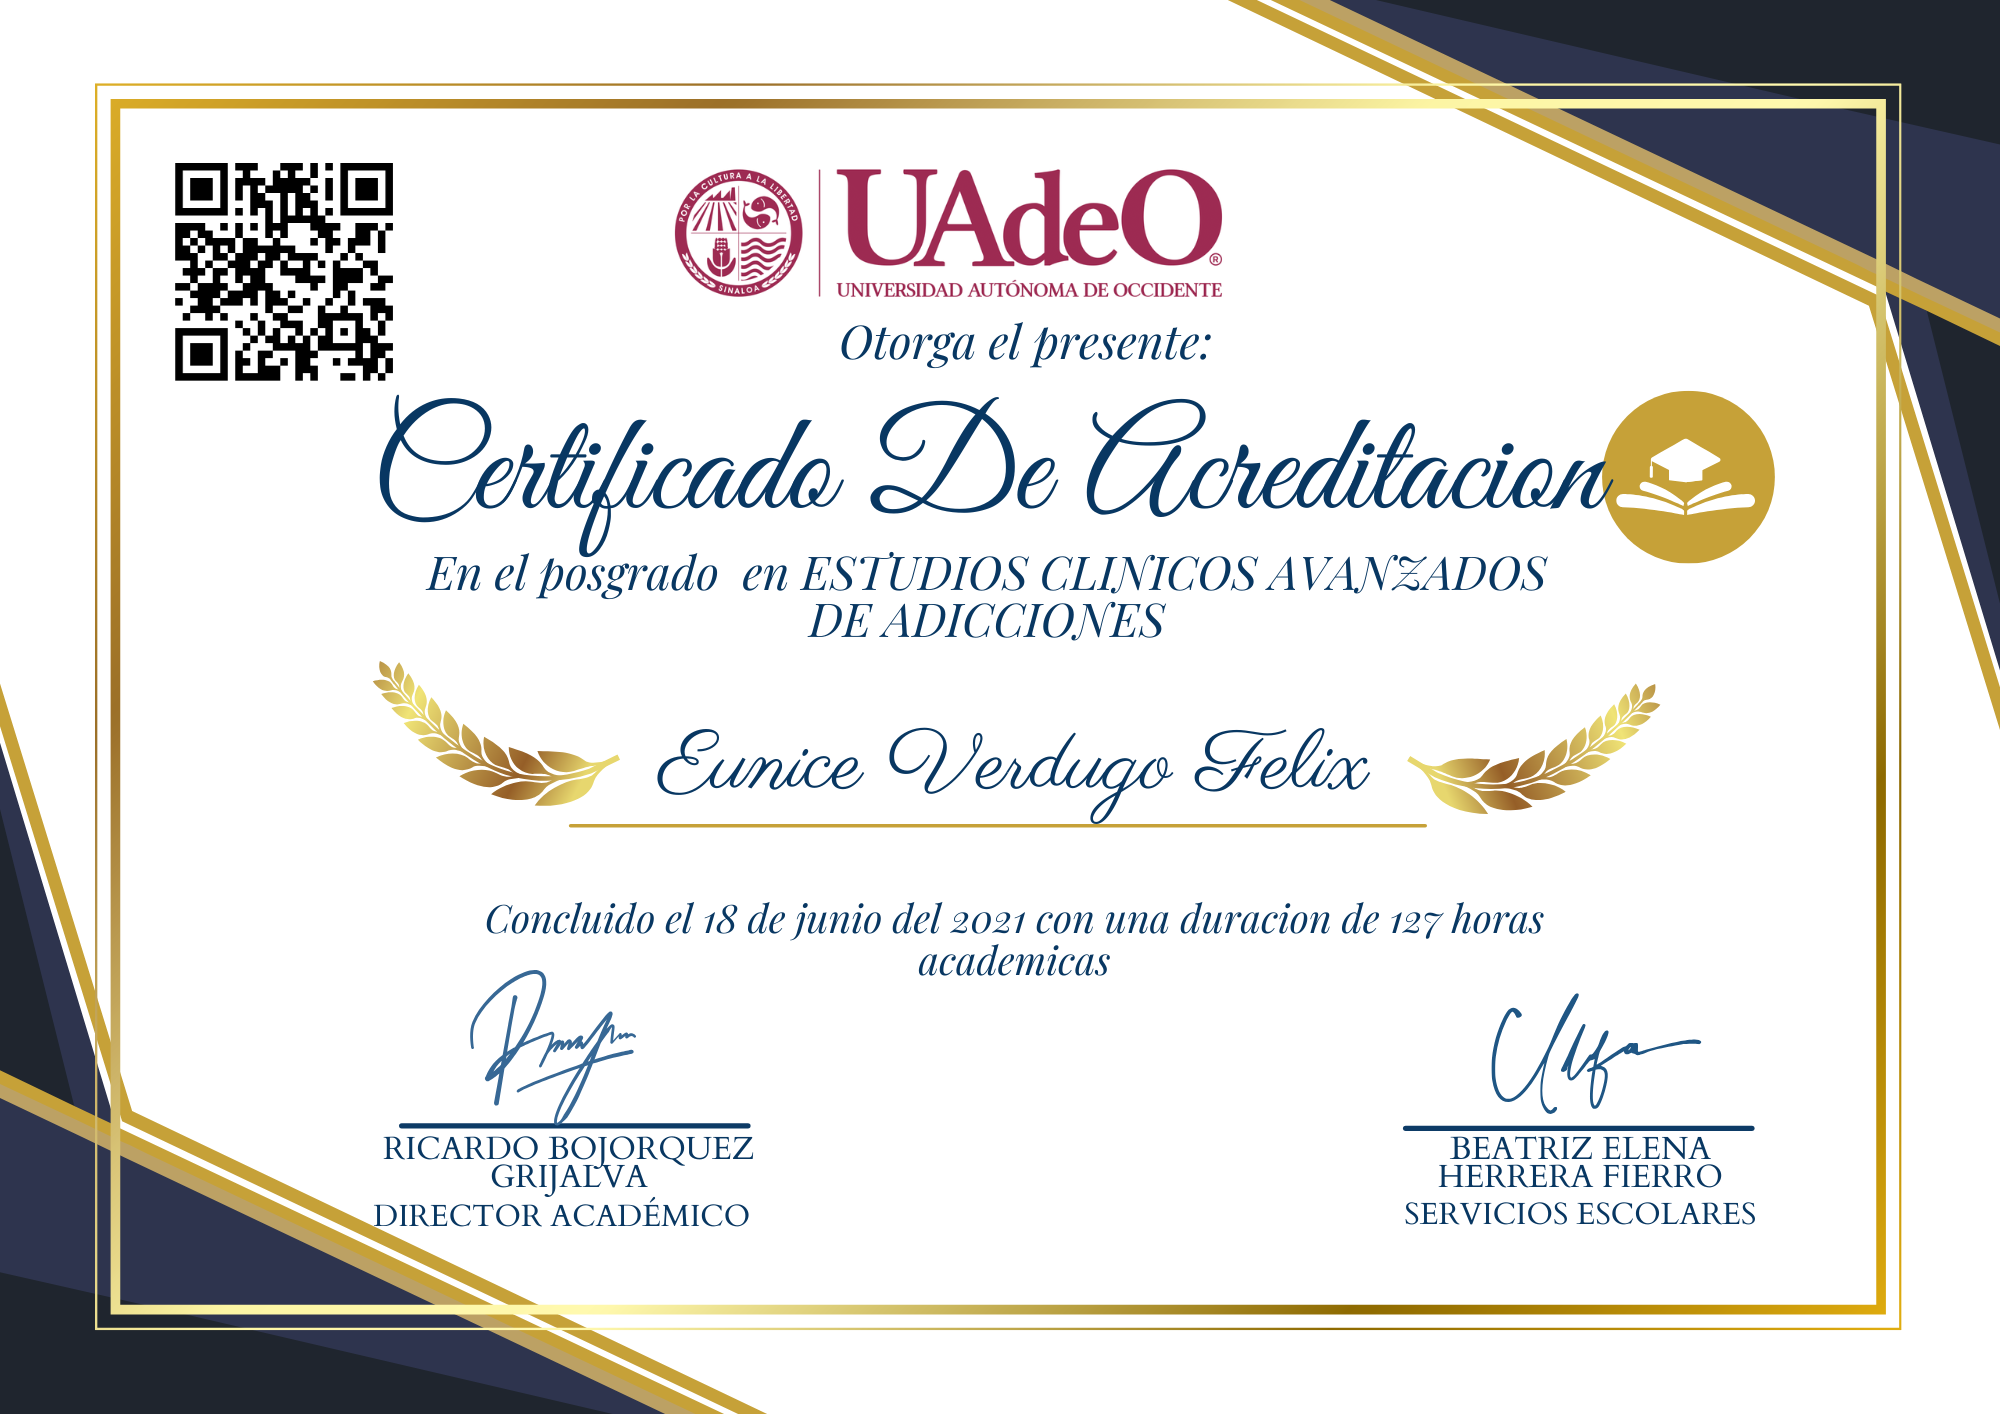 POR LA CULTURA A LA LIBERTAD
SINALOA
UAdeO®
UNIVERSIDAD AUTÓNOMA DE OCCIDENTE
Otorga el presente:
Certificado De Acreditacion
En el posgrado en ESTUDIOS CLINICOS AVANZADOS
DE ADICCIONES
Eunice Verdugo Felix
Concluido el 18 de junio del 2021 con una duracion de 127 horas
academicas
RICARDO BOJORQUEZ
GRIJALVA
DIRECTOR ACADÉMICO
BEATRIZ ELENA
HERRERA FIERRO
SERVICIOS ESCOLARES